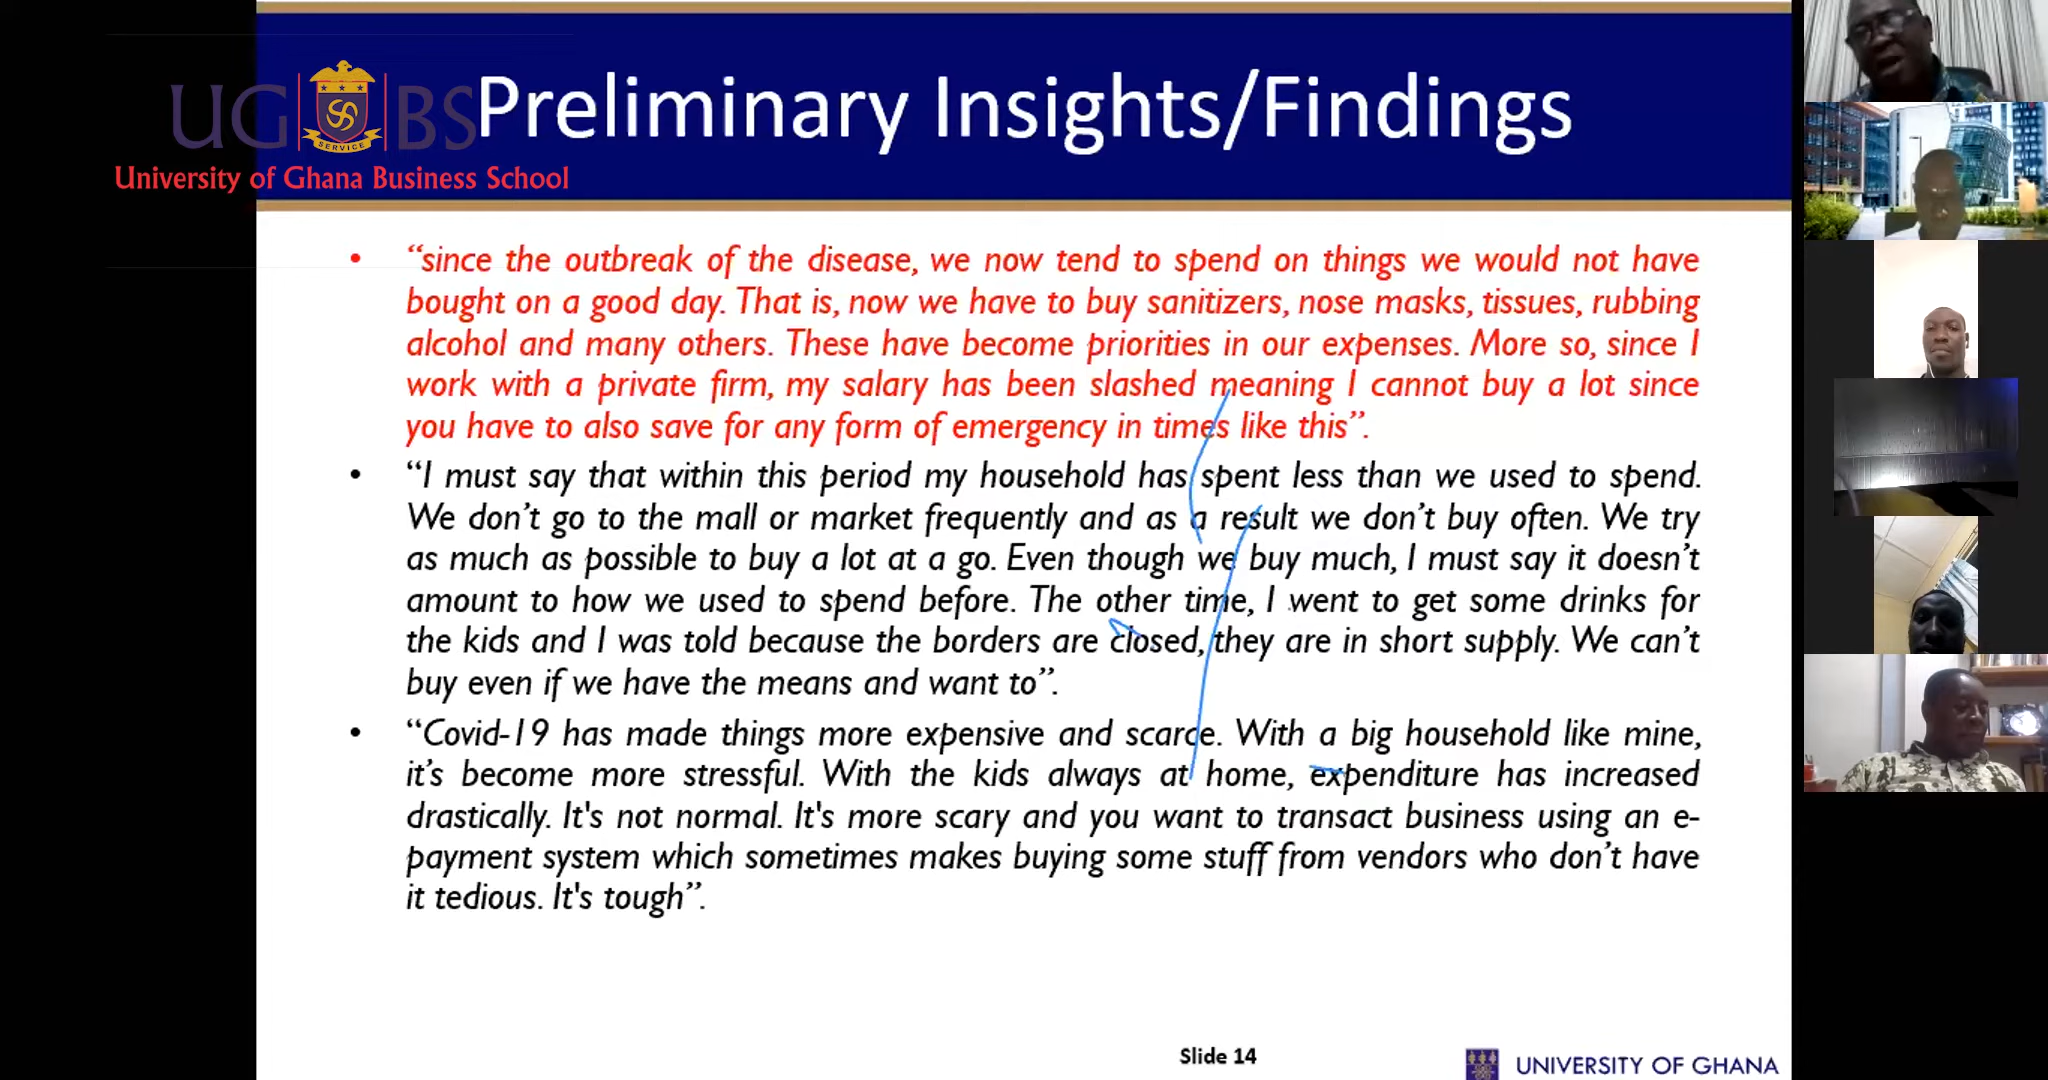 UG BS
SERVICE
University of Ghana Business School
Preliminary Insights/Findings
• “since the outbreak of the disease, we now tend to spend on things we would not have
bought on a good day. That is, now we have to buy sanitizers, nose masks, tissues, rubbing
alcohol and many others. These have become priorities in our expenses. More so, since I
work with a private firm, my salary has been slashed meaning I cannot buy a lot since
you have to also save for any form of emergency in times like this”.
• “I must say that within this period my household has spent less than we used to spend.
We don’t go to the mall or market frequently and as a result we don’t buy often. We try
as much as possible to buy a lot at a go. Even though we buy much, I must say it doesn’t
amount to how we used to spend before. The other time, I went to get some drinks for
the kids and I was told because the borders are closed, they are in short supply. We can’t
buy even if we have the means and want to”.
• “Covid-19 has made things more expensive and scarce. With a big household like mine,
it’s become more stressful. With the kids always at home, expenditure has increased
drastically. It's not normal. It's more scary and you want to transact business using an e-
payment system which sometimes makes buying some stuff from vendors who don’t have
it tedious. It's tough”.
Slide 14
UNIVERSITY OF GHANA